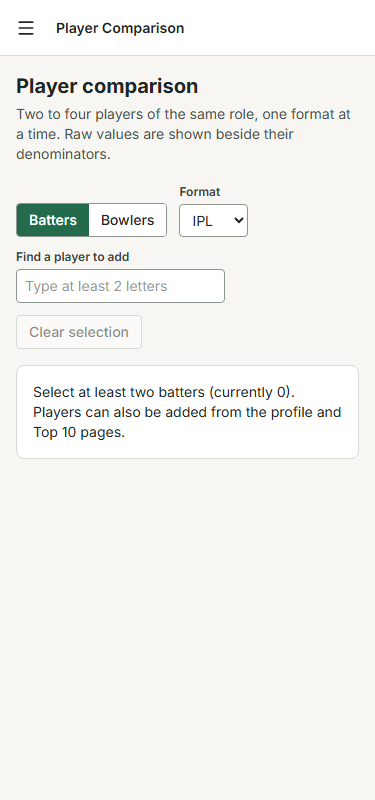 Player Comparison
Player comparison
Two to four players of the same role, one format at
a time. Raw values are shown beside their
denominators.
Format
Batters Bowlers IPL
Find a player to add
Type at least 2 letters
Clear selection
Select at least two batters (currently 0).
Players can also be added from the profile and
Top 10 pages.